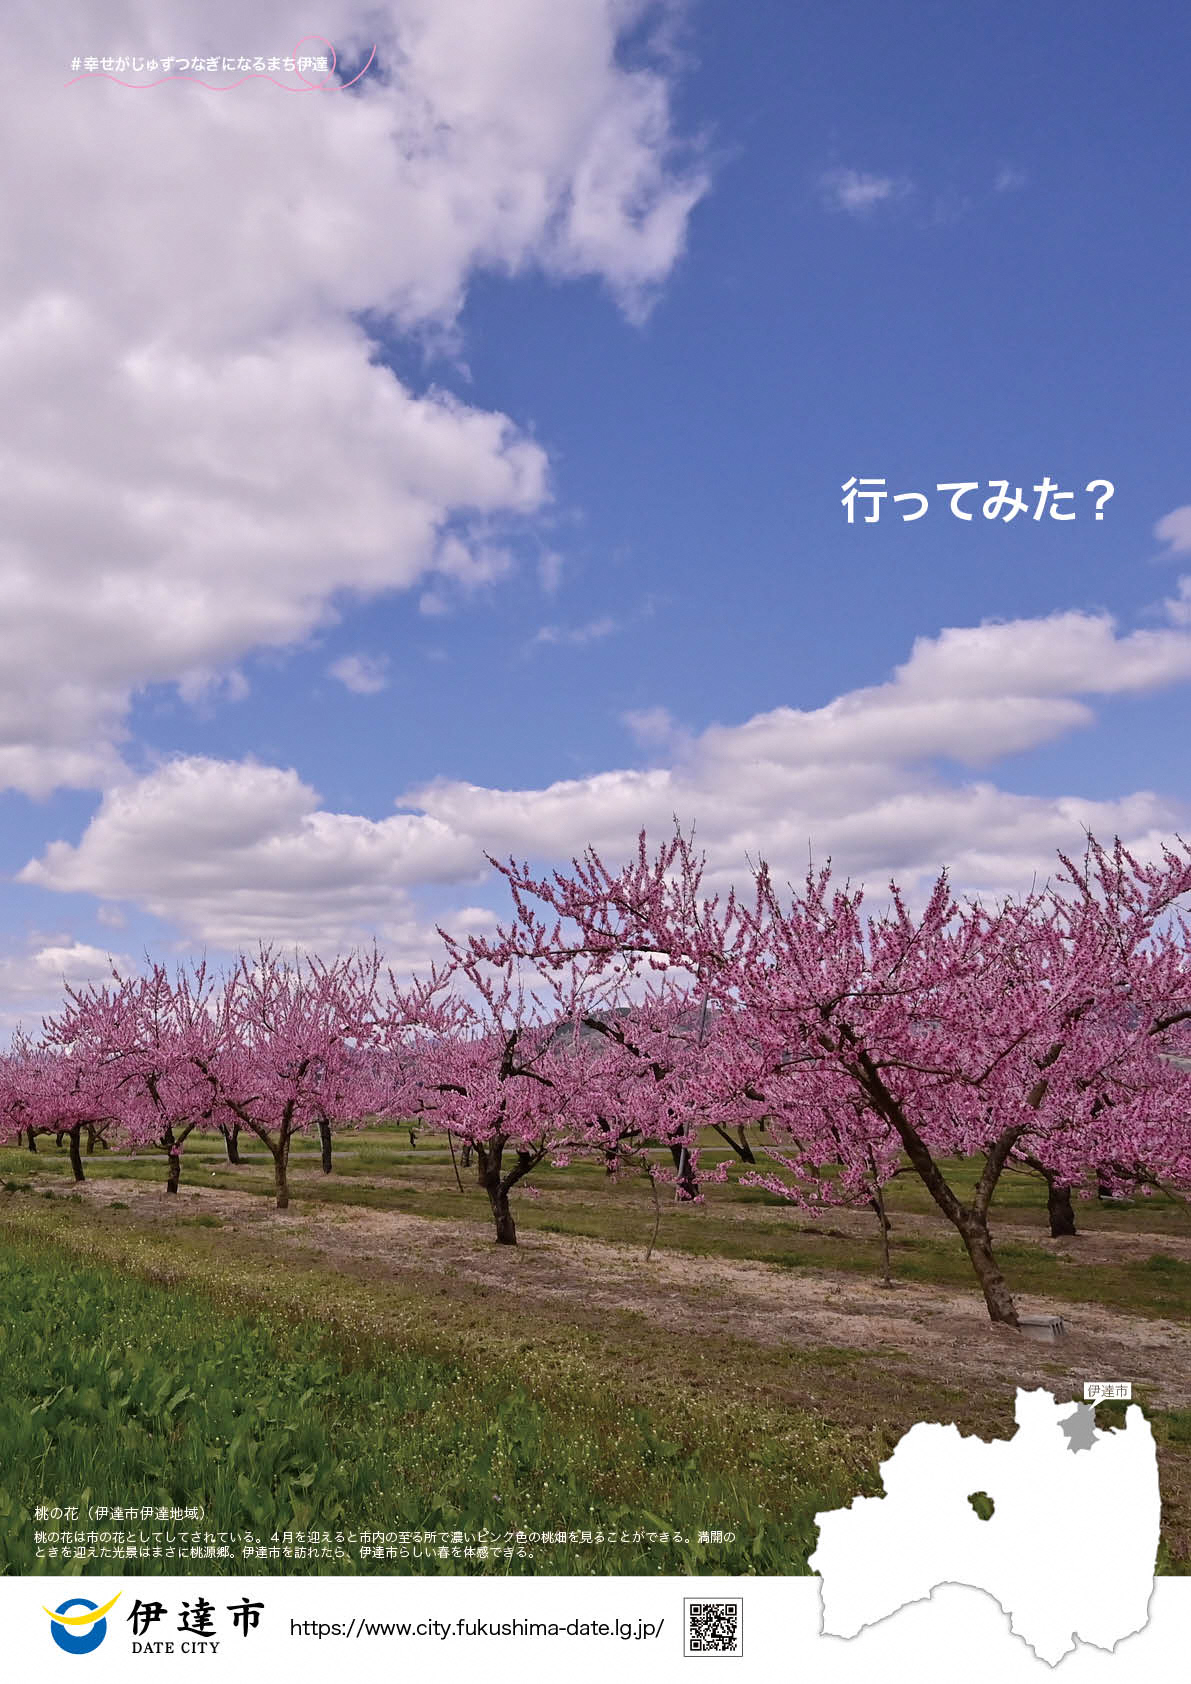 #幸せがじゅずつなぎになるまち伊達
行ってみた？
伊達市
桃の花（伊達市伊達地域）
桃の花は市の花としてしてされている。４月を迎えると市内の至る所で濃いピンク色の桃畑を見ることができる。満開の
ときを迎えた光景はまさに桃源郷。伊達市を訪れたら、伊達市らしい春を体感できる。
伊達市
DATE CITY
https://www.city.fukushima-date.lg.jp/